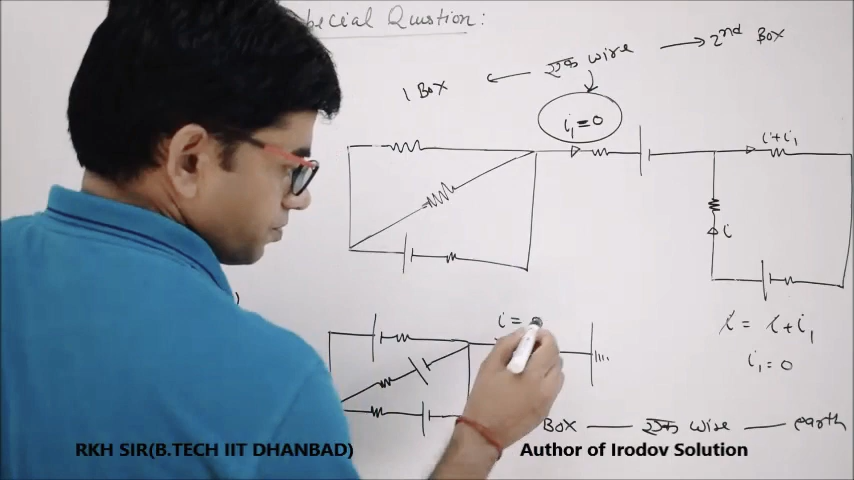 Special Question :
1 Box ← एक wire → 2nd Box
i₁ = 0
i+i₁
i
i = i+i₁
i₁ = 0
i =
BOX — एक wire — earth
RKH SIR(B.TECH IIT DHANBAD)
Author of Irodov Solution